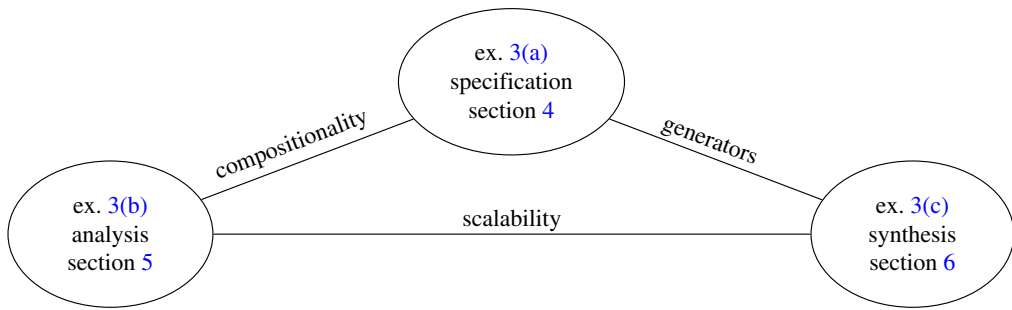 ex. 3(a)
specification
section 4
compositionality
generators
ex. 3(b)
analysis
section 5
scalability
ex. 3(c)
synthesis
section 6